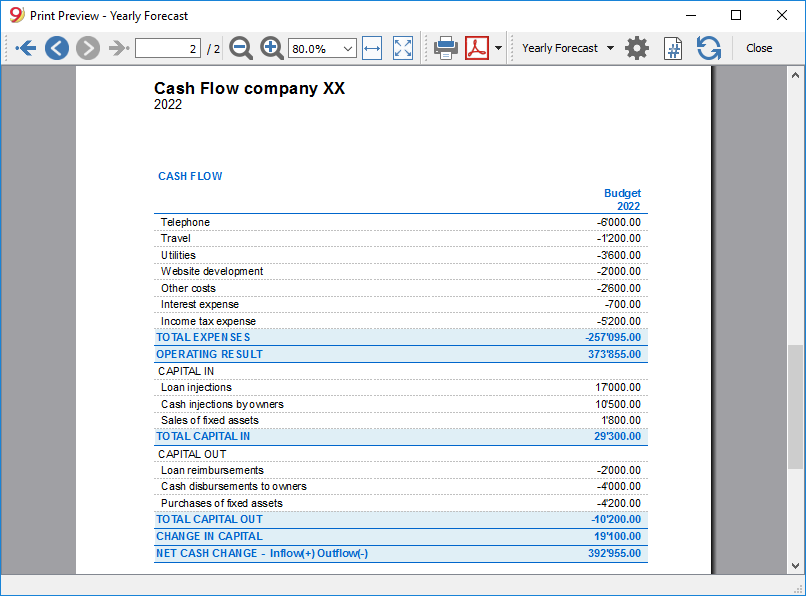 Print Preview - Yearly Forecast
2 / 2 80.0% Yearly Forecast Close
Cash Flow company XX
2022
CASH FLOW
Budget
2022
Telephone -6'000.00
Travel -1'200.00
Utilities -3'600.00
Website development -2'000.00
Other costs -2'600.00
Interest expense -700.00
Income tax expense -5'200.00
TOTAL EXPENSES -257'095.00
OPERATING RESULT 373'855.00
CAPITAL IN
Loan injections 17'000.00
Cash injections by owners 10'500.00
Sales of fixed assets 1'800.00
TOTAL CAPITAL IN 29'300.00
CAPITAL OUT
Loan reimbursements -2'000.00
Cash disbursements to owners -4'000.00
Purchases of fixed assets -4'200.00
TOTAL CAPITAL OUT -10'200.00
CHANGE IN CAPITAL 19'100.00
NET CASH CHANGE - Inflow(+) Outflow(-) 392'955.00